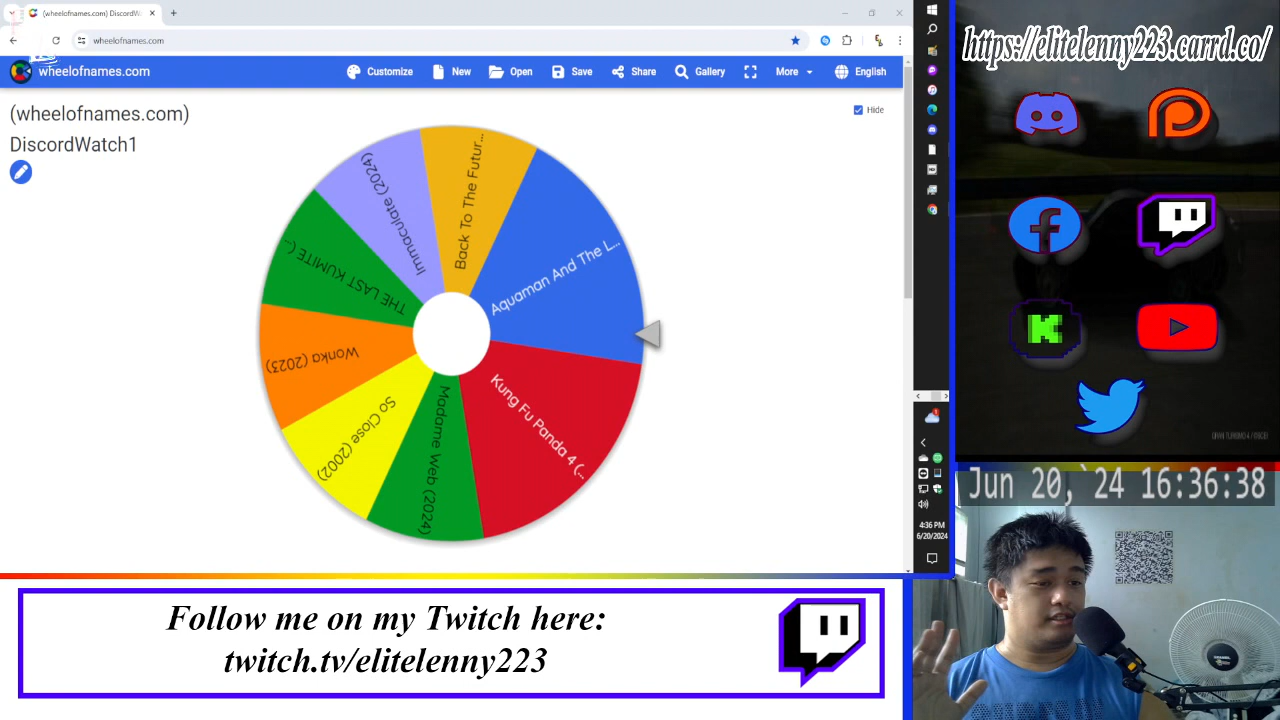 (wheelofnames.com) DiscordW
wheelofnames.com
wheelofnames.com
Customize
New
Open
Save
Share
Gallery
More
English
(wheelofnames.com)
DiscordWatch1
Hide
Immaculate (2024)
Back To The Futur...
Aquaman And The L...
THE LAST KUMITE (...
Wonka (2023)
So Close (2002)
Madame Web (2024)
Kung Fu Panda 4 (...
4:36 PM
6/20/2024
https://elitelenny223.carrd.co/
Jun 20,`24 16:36:38
Follow me on my Twitch here:
twitch.tv/elitelenny223